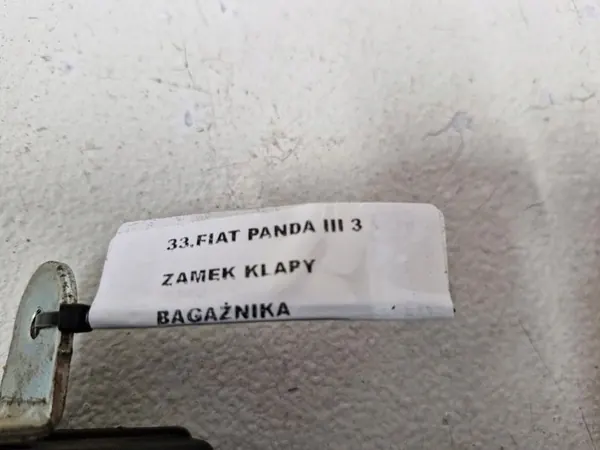 33.FIAT PANDA III 3
ZAMEK KLAPY
BAGAŻNIKA